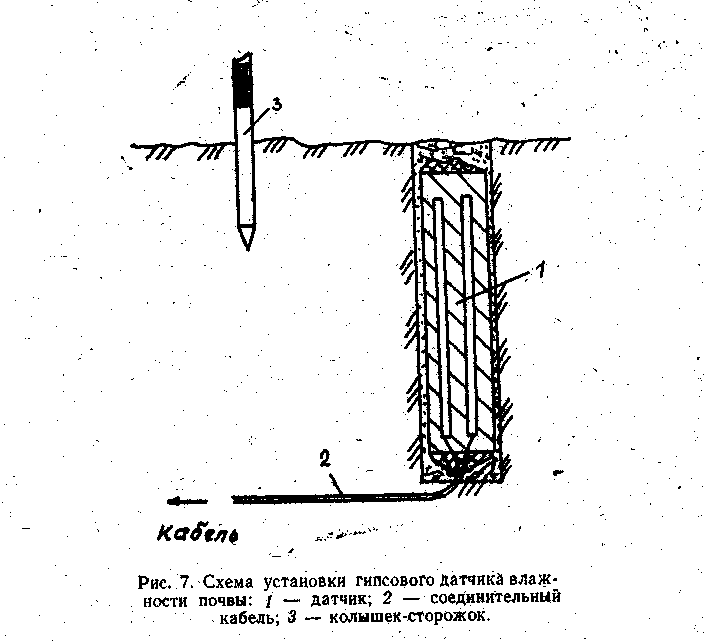 3
1
2
Кабель
Рис. 7. Схема установки гипсового датчика влаж-
ности почвы: 1 — датчик; 2 — соединительный
кабель; 3 — колышек-сторожок.